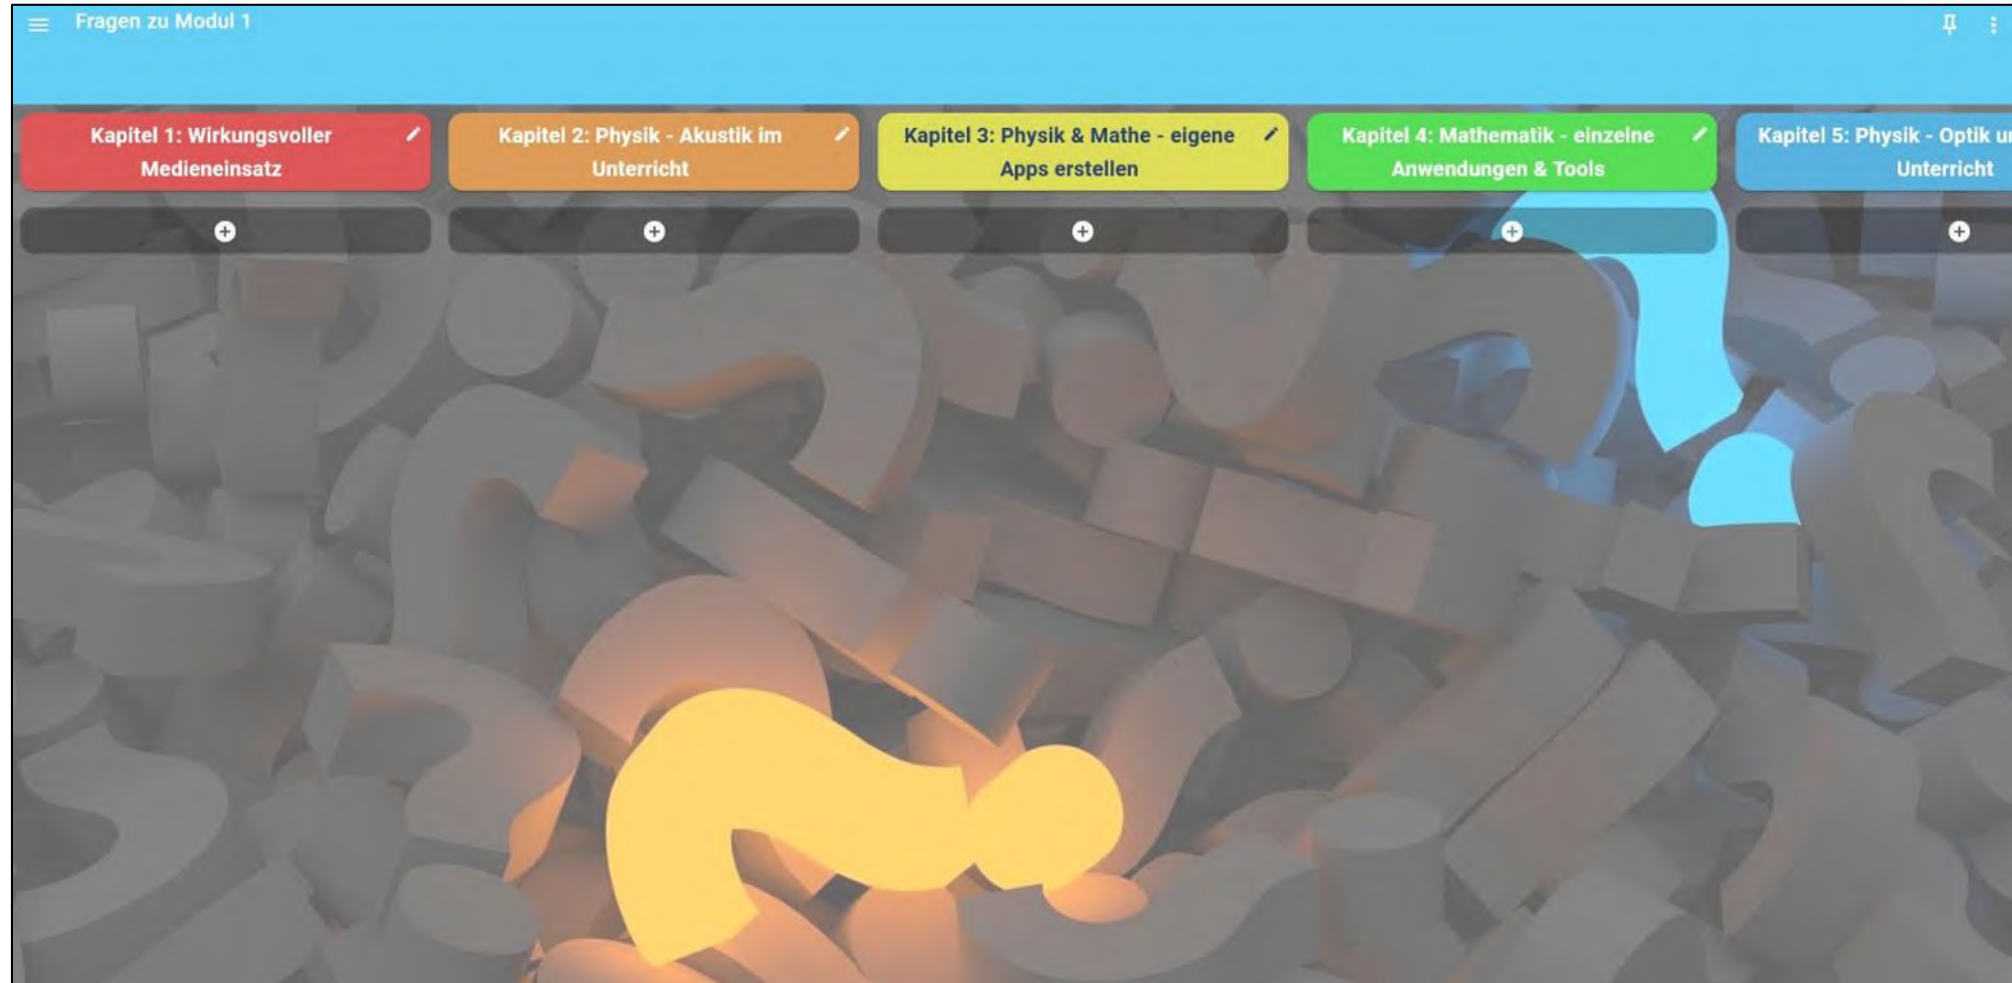 Fragen zu Modul 1
Kapitel 1: Wirkungsvoller
Medieneinsatz
Kapitel 2: Physik - Akustik im
Unterricht
Kapitel 3: Physik & Mathe - eigene
Apps erstellen
Kapitel 4: Mathematik - einzelne
Anwendungen & Tools
Kapitel 5: Physik - Optik
Unterricht